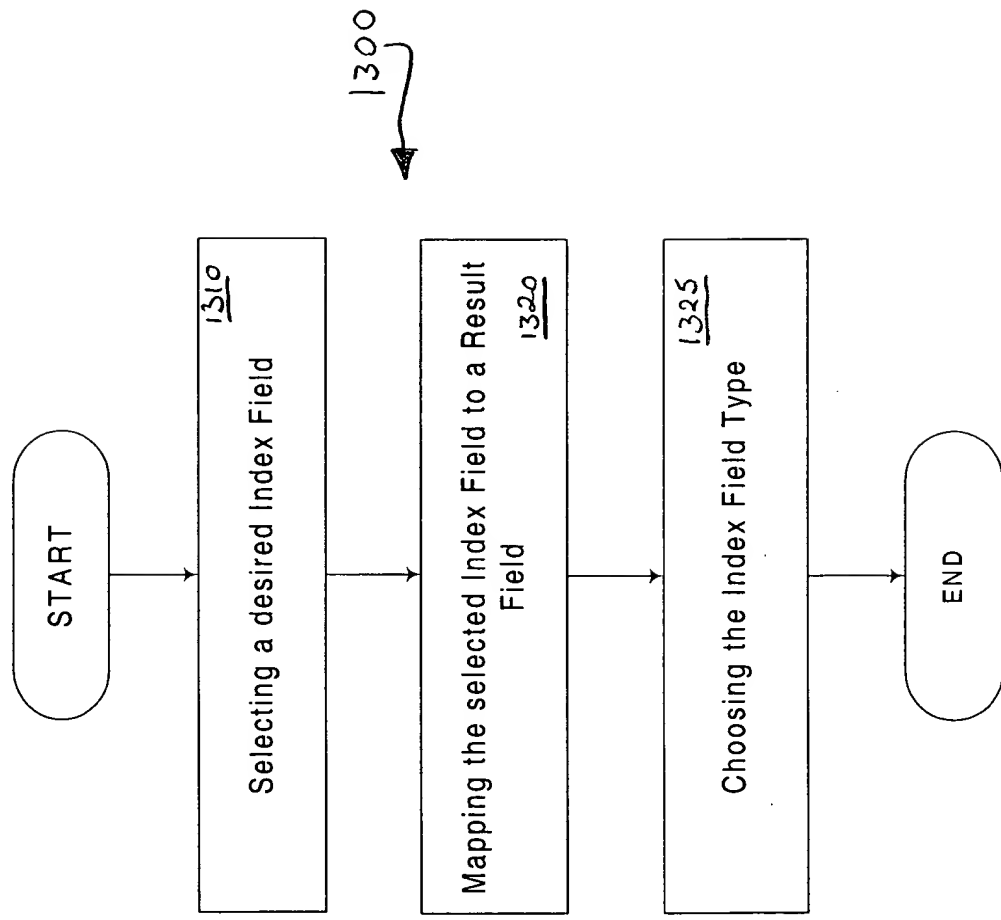 START
1310
Selecting a desired Index Field
1300
Mapping the selected Index Field to a Result
Field
1320
1325
Choosing the Index Field Type
END